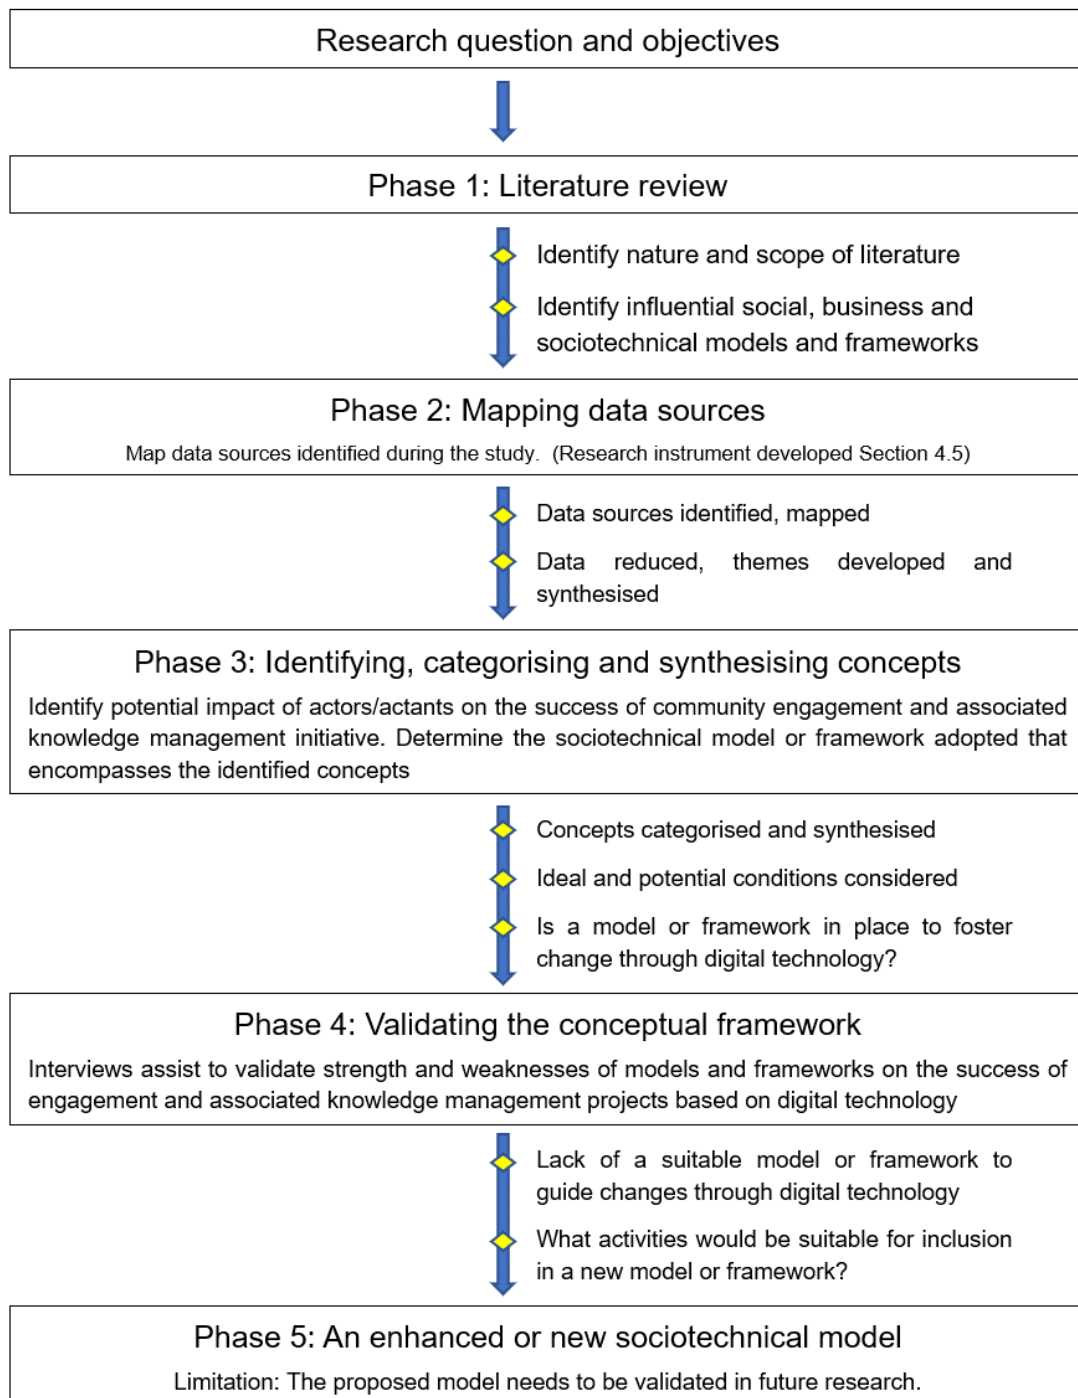 Research question and objectives
Phase 1: Literature review
Identify nature and scope of literature
Identify influential social, business and
sociotechnical models and frameworks
Phase 2: Mapping data sources
Map data sources identified during the study. (Research instrument developed Section 4.5)
Data sources identified, mapped
Data reduced, themes developed and
synthesised
Phase 3: Identifying, categorising and synthesising concepts
Identify potential impact of actors/actants on the success of community engagement and associated
knowledge management initiative. Determine the sociotechnical model or framework adopted that
encompasses the identified concepts
Concepts categorised and synthesised
Ideal and potential conditions considered
Is a model or framework in place to foster
change through digital technology?
Phase 4: Validating the conceptual framework
Interviews assist to validate strength and weaknesses of models and frameworks on the success of
engagement and associated knowledge management projects based on digital technology
Lack of a suitable model or framework to
guide changes through digital technology
What activities would be suitable for inclusion
in a new model or framework?
Phase 5: An enhanced or new sociotechnical model
Limitation: The proposed model needs to be validated in future research.